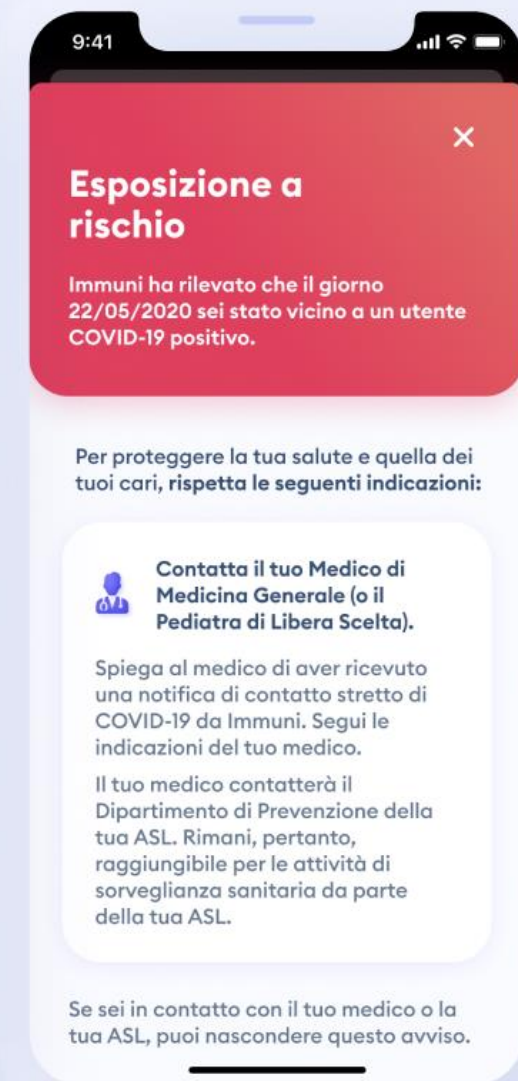 9:41
Esposizione a
rischio
Immuni ha rilevato che il giorno
22/05/2020 sei stato vicino a un utente
COVID-19 positivo.
Per proteggere la tua salute e quella dei
tuoi cari, rispetta le seguenti indicazioni:
Contatta il tuo Medico di
Medicina Generale (o il
Pediatra di Libera Scelta).
Spiega al medico di aver ricevuto
una notifica di contatto stretto di
COVID-19 da Immuni. Segui le
indicazioni del tuo medico.
Il tuo medico contatterà il
Dipartimento di Prevenzione della
tua ASL. Rimani, pertanto,
raggiungibile per le attività di
sorveglianza sanitaria da parte
della tua ASL.
Se sei in contatto con il tuo medico o la
tua ASL, puoi nascondere questo avviso.